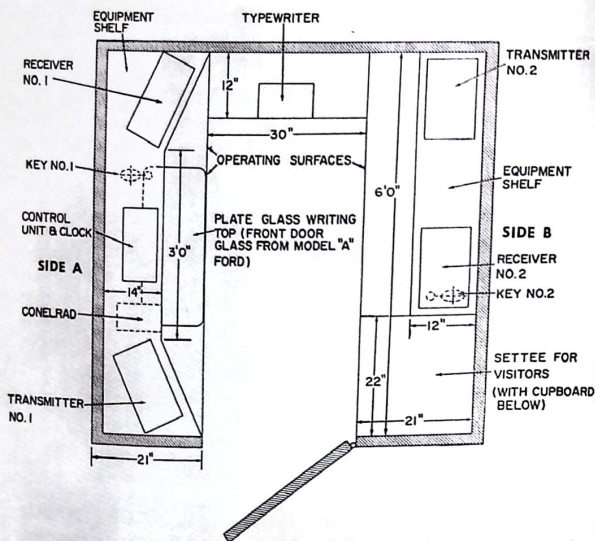 EQUIPMENT
SHELF
TYPEWRITER
RECEIVER
NO. 1
TRANSMITTER
NO. 2
12"
30"
KEY NO. 1
OPERATING SURFACES
6'0"
EQUIPMENT
SHELF
CONTROL
UNIT & CLOCK
PLATE GLASS WRITING
TOP (FRONT DOOR
GLASS FROM MODEL "A"
FORD)
3'0"
SIDE A
SIDE B
RECEIVER
NO. 2
KEY NO. 2
14"
CONELRAD
12"
SETTEE FOR
VISITORS
(WITH CUPBOARD
BELOW)
22"
TRANSMITTER
NO. 1
21"
21"